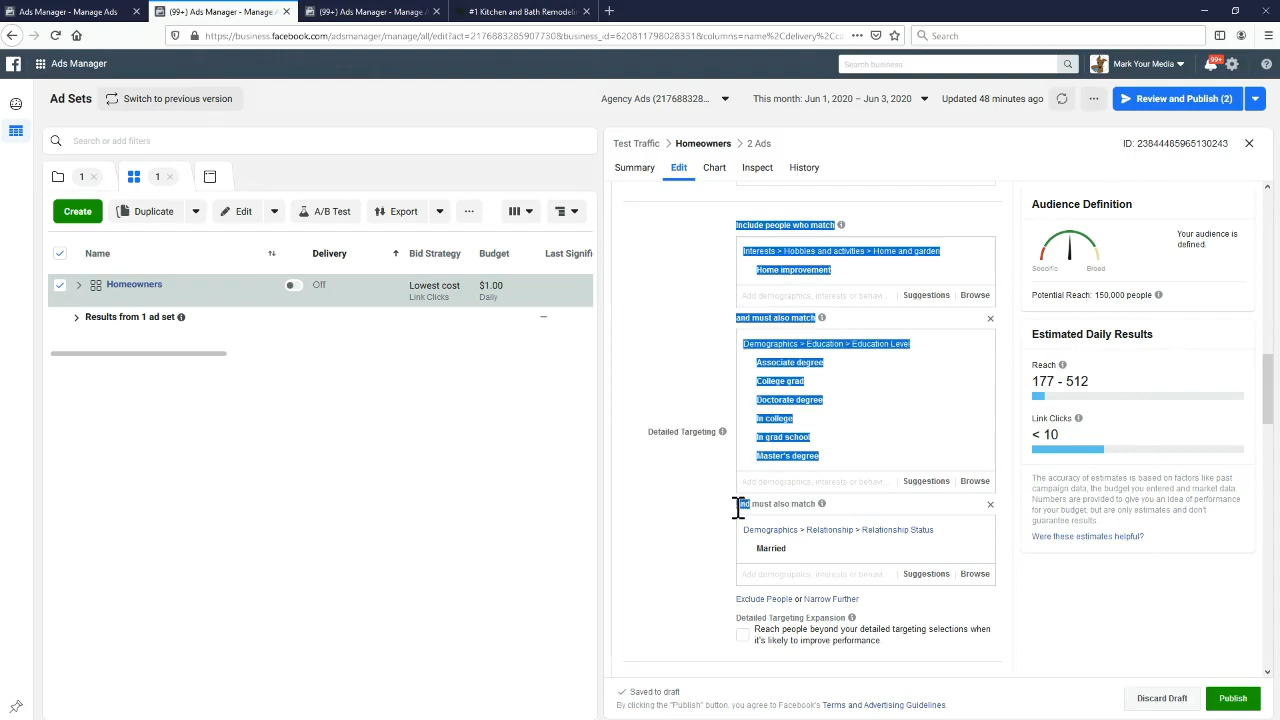 Ads Manager - Manage Ads
(99+) Ads Manager - Manage A
(99+) Ads Manager - Manage Ad
#1 Kitchen and Bath Remodelin
https://business.facebook.com/adsmanager/manage/all/edit?act=2176883285907730&business_id=620811798028331&columns=name%2Cdelivery%2Cca
Search
Ads Manager
Search business
Mark Your Media
99+
Ad Sets
Switch to previous version
Agency Ads (217688328...
This month: Jun 1, 2020 – Jun 3, 2020
Updated 48 minutes ago
Review and Publish (2)
Search or add filters
Test Traffic > Homeowners > 2 Ads
ID: 23844485965130243
Summary
Edit
Chart
Inspect
History
1
1
Create
Duplicate
Edit
A/B Test
Export
Name
Delivery
Bid Strategy
Budget
Last Signifi
Homeowners
Off
Lowest cost
Link Clicks
$1.00
Daily
Results from 1 ad set
—
Include people who match
Interests > Hobbies and activities > Home and garden
Home improvement
Add demographics, interests or behavi...
Suggestions
Browse
and must also match
Demographics > Education > Education Level
Associate degree
College grad
Doctorate degree
In college
In grad school
Master's degree
Detailed Targeting
Add demographics, interests or behavi...
Suggestions
Browse
and must also match
Demographics > Relationship > Relationship Status
Married
Add demographics, interests or behavi...
Suggestions
Browse
Exclude People or Narrow Further
Detailed Targeting Expansion
Reach people beyond your detailed targeting selections when
it's likely to improve performance.
Audience Definition
Your audience is
defined.
Specific
Broad
Potential Reach: 150,000 people
Estimated Daily Results
Reach
177 - 512
Link Clicks
< 10
The accuracy of estimates is based on factors like past
campaign data, the budget you entered and market data.
Numbers are provided to give you an idea of performance
for your budget, but are only estimates and don't
guarantee results.
Were these estimates helpful?
Saved to draft
By clicking the "Publish" button, you agree to Facebook's Terms and Advertising Guidelines.
Discard Draft
Publish